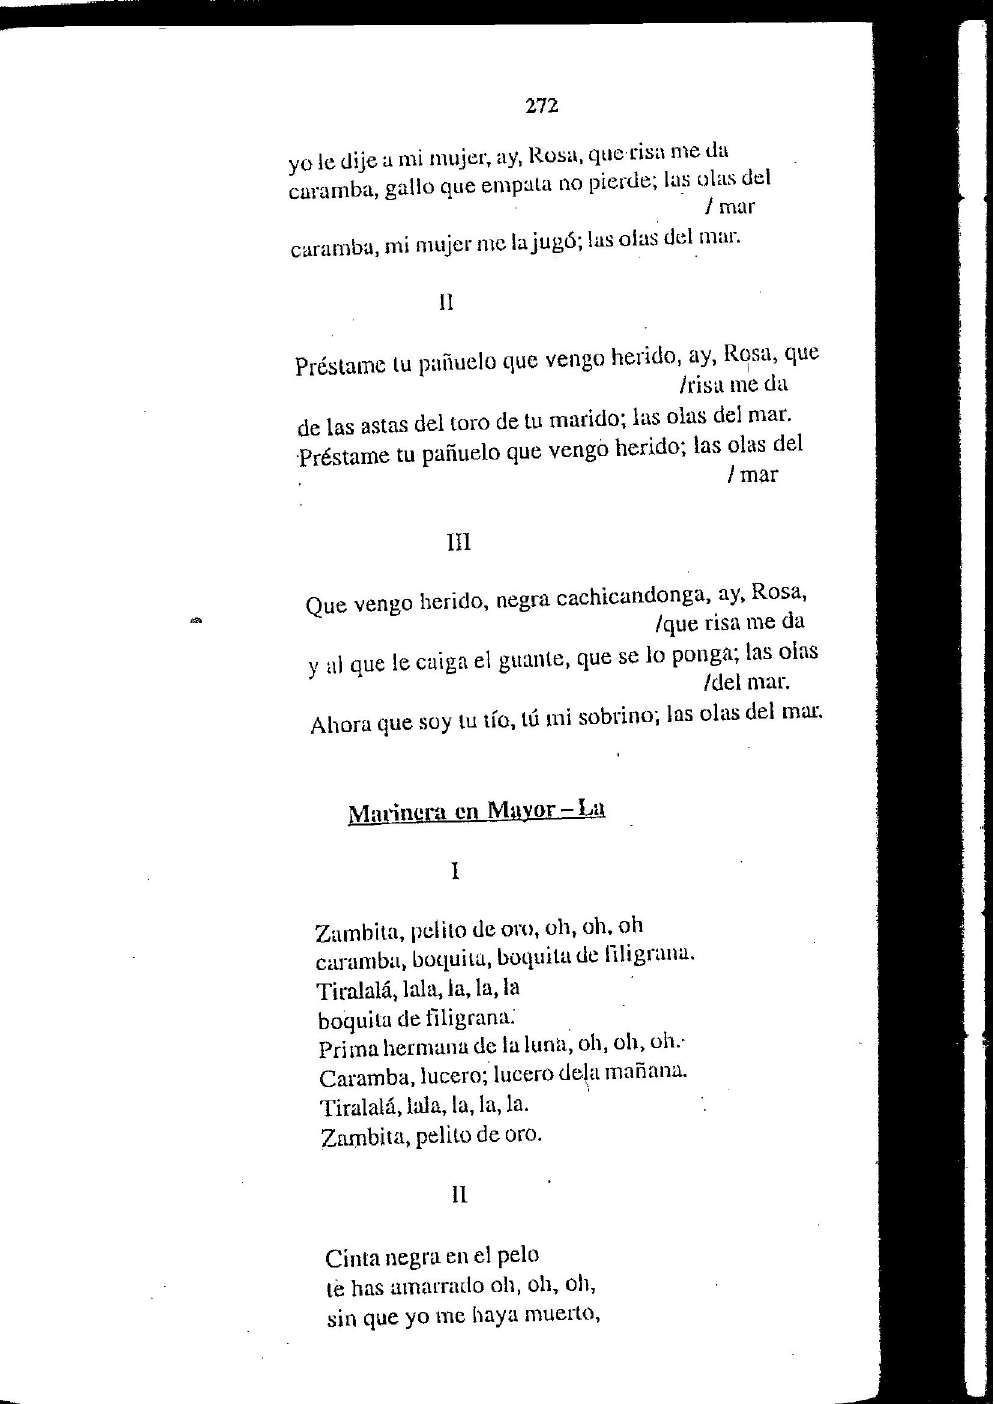 272
yo le dije a mi mujer, ay, Rosa, que risa me da
caramba, gallo que empata no pierde; las olas del
/ mar
caramba, mi mujer me la jugó; las olas del mar.
II
Préstame tu pañuelo que vengo herido, ay, Rosa, que
/risa me da
de las astas del toro de tu marido; las olas del mar.
Préstame tu pañuelo que vengo herido; las olas del
/ mar
III
Que vengo herido, negra cachicandonga, ay, Rosa,
/que risa me da
y al que le caiga el guante, que se lo ponga; las olas
/del mar.
Ahora que soy tu tío, tú mi sobrino; las olas del mar.
Marinera en Mayor – La
I
Zambita, pelito de oro, oh, oh, oh
caramba, boquita, boquita de filigrana.
Tiralalá, lala, la, la, la
boquita de filigrana.
Prima hermana de la luna, oh, oh, oh.
Caramba, lucero; lucero dela mañana.
Tiralalá, lala, la, la, la.
Zambita, pelito de oro.
II
Cinta negra en el pelo
te has amarrado oh, oh, oh,
sin que yo me haya muerto,